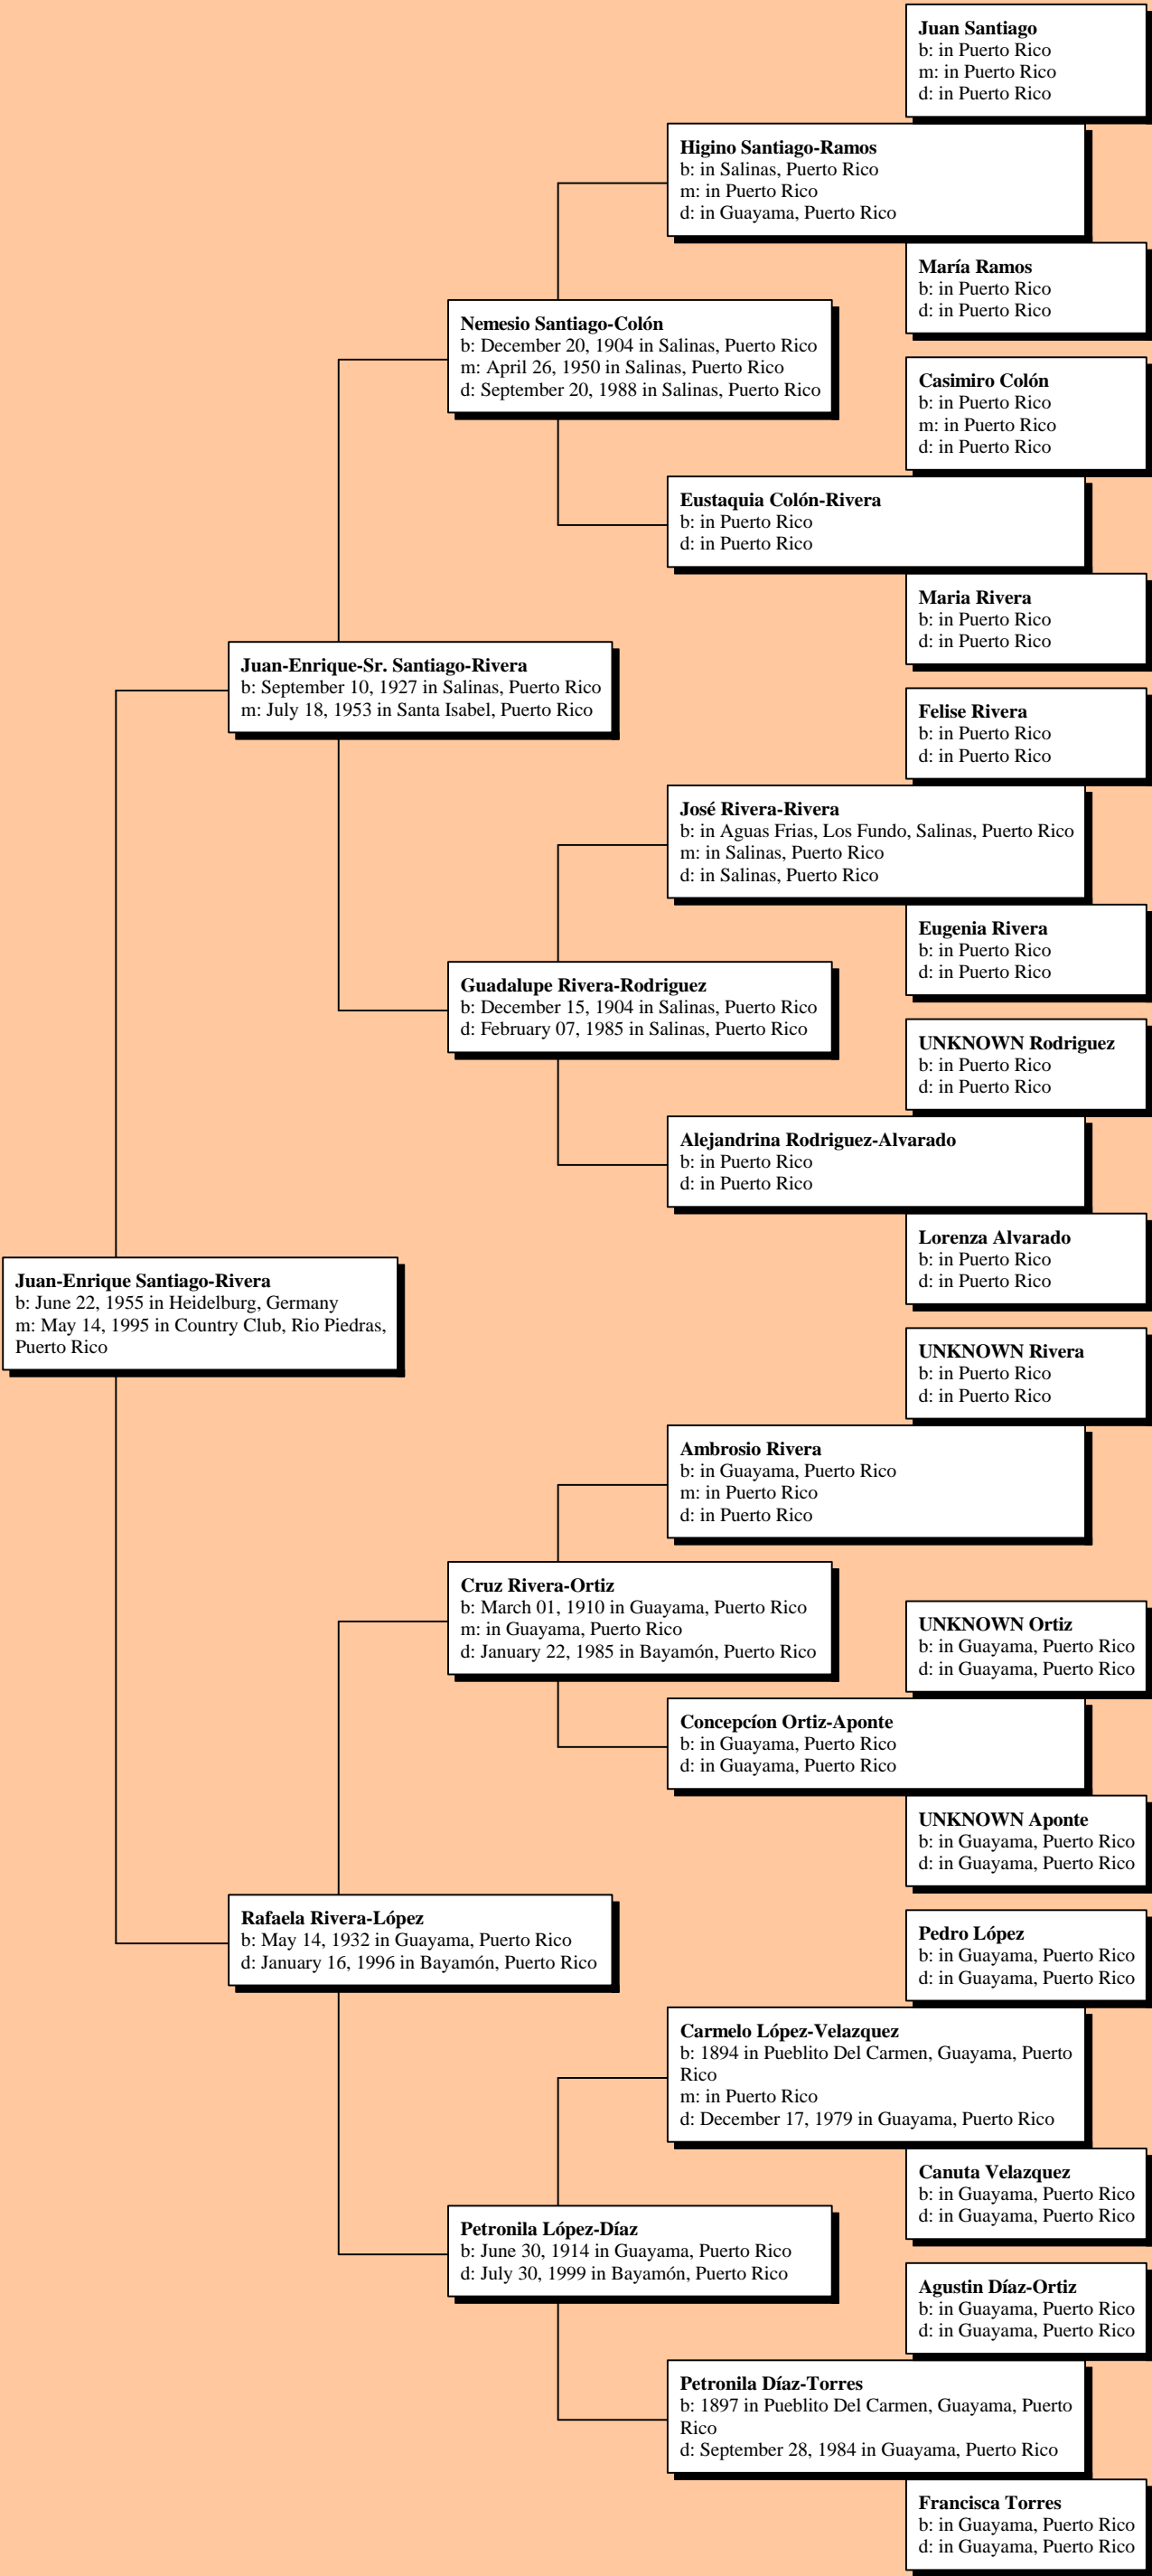 Juan Santiago
b: in Puerto Rico
m: in Puerto Rico
d: in Puerto Rico
Higino Santiago-Ramos
b: in Salinas, Puerto Rico
m: in Puerto Rico
d: in Guayama, Puerto Rico
María Ramos
b: in Puerto Rico
d: in Puerto Rico
Nemesio Santiago-Colón
b: December 20, 1904 in Salinas, Puerto Rico
m: April 26, 1950 in Salinas, Puerto Rico
d: September 20, 1988 in Salinas, Puerto Rico
Casimiro Colón
b: in Puerto Rico
m: in Puerto Rico
d: in Puerto Rico
Eustaquia Colón-Rivera
b: in Puerto Rico
d: in Puerto Rico
Maria Rivera
b: in Puerto Rico
d: in Puerto Rico
Juan-Enrique-Sr. Santiago-Rivera
b: September 10, 1927 in Salinas, Puerto Rico
m: July 18, 1953 in Santa Isabel, Puerto Rico
Felise Rivera
b: in Puerto Rico
d: in Puerto Rico
José Rivera-Rivera
b: in Aguas Frias, Los Fundo, Salinas, Puerto Rico
m: in Salinas, Puerto Rico
d: in Salinas, Puerto Rico
Eugenia Rivera
b: in Puerto Rico
d: in Puerto Rico
Guadalupe Rivera-Rodriguez
b: December 15, 1904 in Salinas, Puerto Rico
d: February 07, 1985 in Salinas, Puerto Rico
UNKNOWN Rodriguez
b: in Puerto Rico
d: in Puerto Rico
Alejandrina Rodriguez-Alvarado
b: in Puerto Rico
d: in Puerto Rico
Lorenza Alvarado
b: in Puerto Rico
d: in Puerto Rico
Juan-Enrique Santiago-Rivera
b: June 22, 1955 in Heidelburg, Germany
m: May 14, 1995 in Country Club, Rio Piedras,
Puerto Rico
UNKNOWN Rivera
b: in Puerto Rico
d: in Puerto Rico
Ambrosio Rivera
b: in Guayama, Puerto Rico
m: in Puerto Rico
d: in Puerto Rico
Cruz Rivera-Ortiz
b: March 01, 1910 in Guayama, Puerto Rico
m: in Guayama, Puerto Rico
d: January 22, 1985 in Bayamón, Puerto Rico
UNKNOWN Ortiz
b: in Guayama, Puerto Rico
d: in Guayama, Puerto Rico
Concepcíon Ortiz-Aponte
b: in Guayama, Puerto Rico
d: in Guayama, Puerto Rico
UNKNOWN Aponte
b: in Guayama, Puerto Rico
d: in Guayama, Puerto Rico
Rafaela Rivera-López
b: May 14, 1932 in Guayama, Puerto Rico
d: January 16, 1996 in Bayamón, Puerto Rico
Pedro López
b: in Guayama, Puerto Rico
d: in Guayama, Puerto Rico
Carmelo López-Velazquez
b: 1894 in Pueblito Del Carmen, Guayama, Puerto
Rico
m: in Puerto Rico
d: December 17, 1979 in Guayama, Puerto Rico
Canuta Velazquez
b: in Guayama, Puerto Rico
d: in Guayama, Puerto Rico
Petronila López-Díaz
b: June 30, 1914 in Guayama, Puerto Rico
d: July 30, 1999 in Bayamón, Puerto Rico
Agustin Díaz-Ortiz
b: in Guayama, Puerto Rico
d: in Guayama, Puerto Rico
Petronila Díaz-Torres
b: 1897 in Pueblito Del Carmen, Guayama, Puerto
Rico
d: September 28, 1984 in Guayama, Puerto Rico
Francisca Torres
b: in Guayama, Puerto Rico
d: in Guayama, Puerto Rico